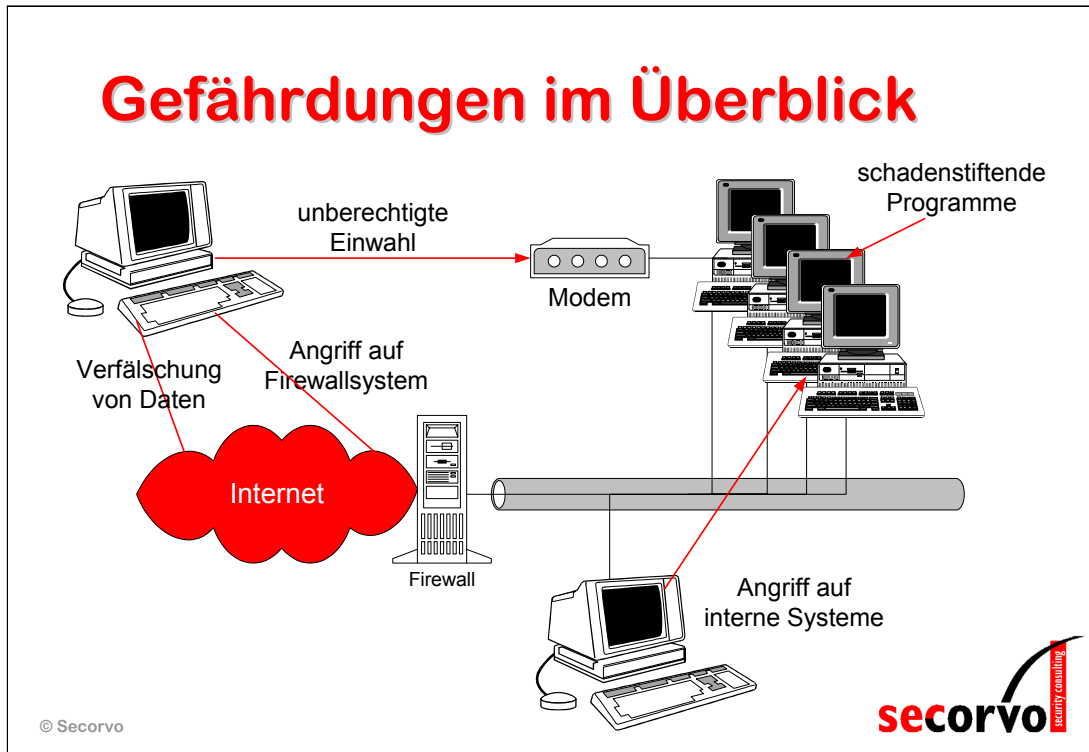 Gefährdungen im Überblick
unberechtigte
Einwahl
Modem
schadenstiftende
Programme
Verfälschung
von Daten
Angriff auf
Firewallsystem
Internet
Firewall
Angriff auf
interne Systeme
© Secorvo
secorvo
security consulting